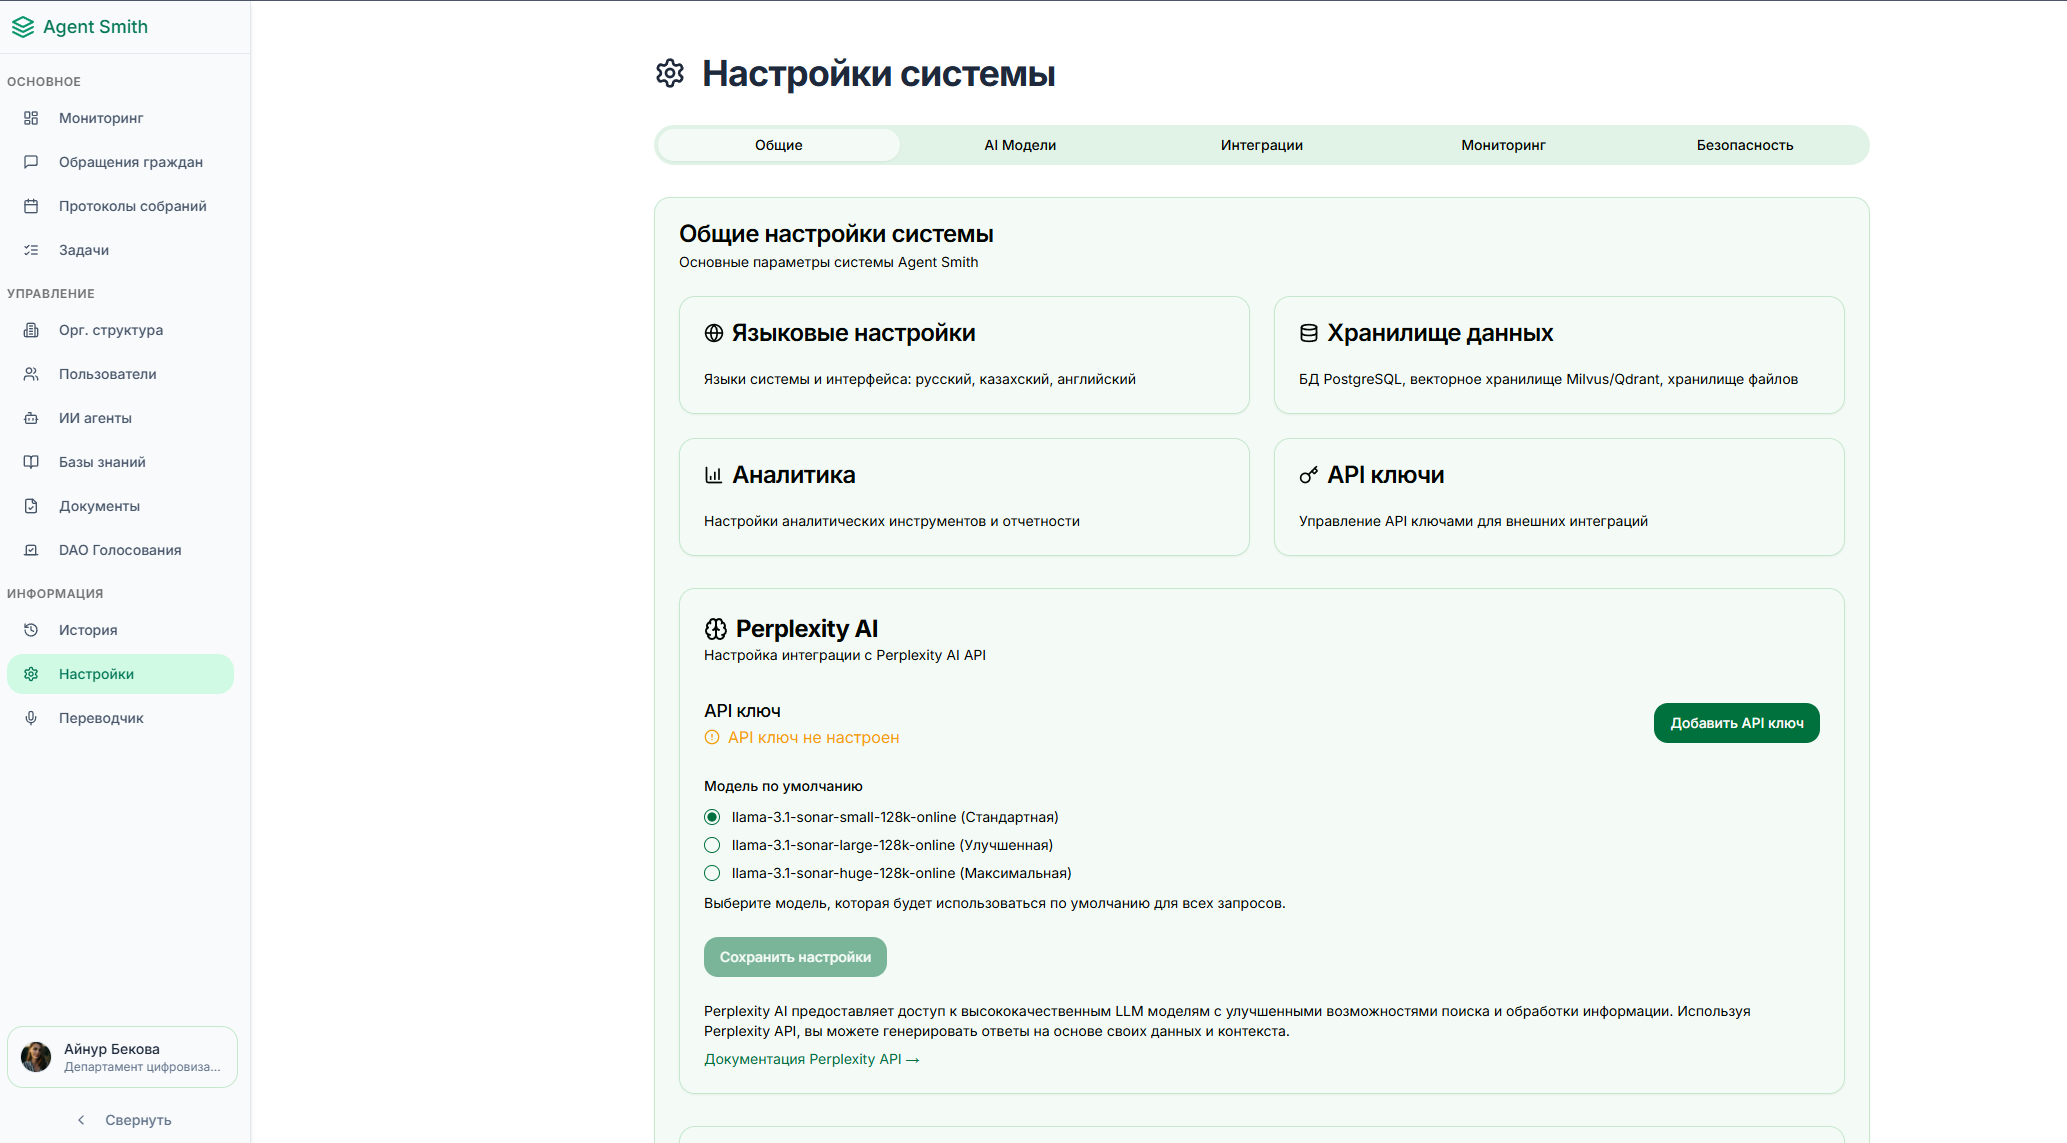 Agent Smith
ОСНОВНОЕ
Мониторинг
Обращения граждан
Протоколы собраний
Задачи
УПРАВЛЕНИЕ
Орг. структура
Пользователи
ИИ агенты
Базы знаний
Документы
DAO Голосования
ИНФОРМАЦИЯ
История
Настройки
Переводчик
Айнур Бекова
Департамент цифровиза...
Свернуть
Настройки системы
Общие
AI Модели
Интеграции
Мониторинг
Безопасность
Общие настройки системы
Основные параметры системы Agent Smith
Языковые настройки
Языки системы и интерфейса: русский, казахский, английский
Хранилище данных
БД PostgreSQL, векторное хранилище Milvus/Qdrant, хранилище файлов
Аналитика
Настройки аналитических инструментов и отчетности
API ключи
Управление API ключами для внешних интеграций
Perplexity AI
Настройка интеграции с Perplexity AI API
API ключ
API ключ не настроен
Добавить API ключ
Модель по умолчанию
llama-3.1-sonar-small-128k-online (Стандартная)
llama-3.1-sonar-large-128k-online (Улучшенная)
llama-3.1-sonar-huge-128k-online (Максимальная)
Выберите модель, которая будет использоваться по умолчанию для всех запросов.
Сохранить настройки
Perplexity AI предоставляет доступ к высококачественным LLM моделям с улучшенными возможностями поиска и обработки информации. Используя
Perplexity API, вы можете генерировать ответы на основе своих данных и контекста.
Документация Perplexity API →